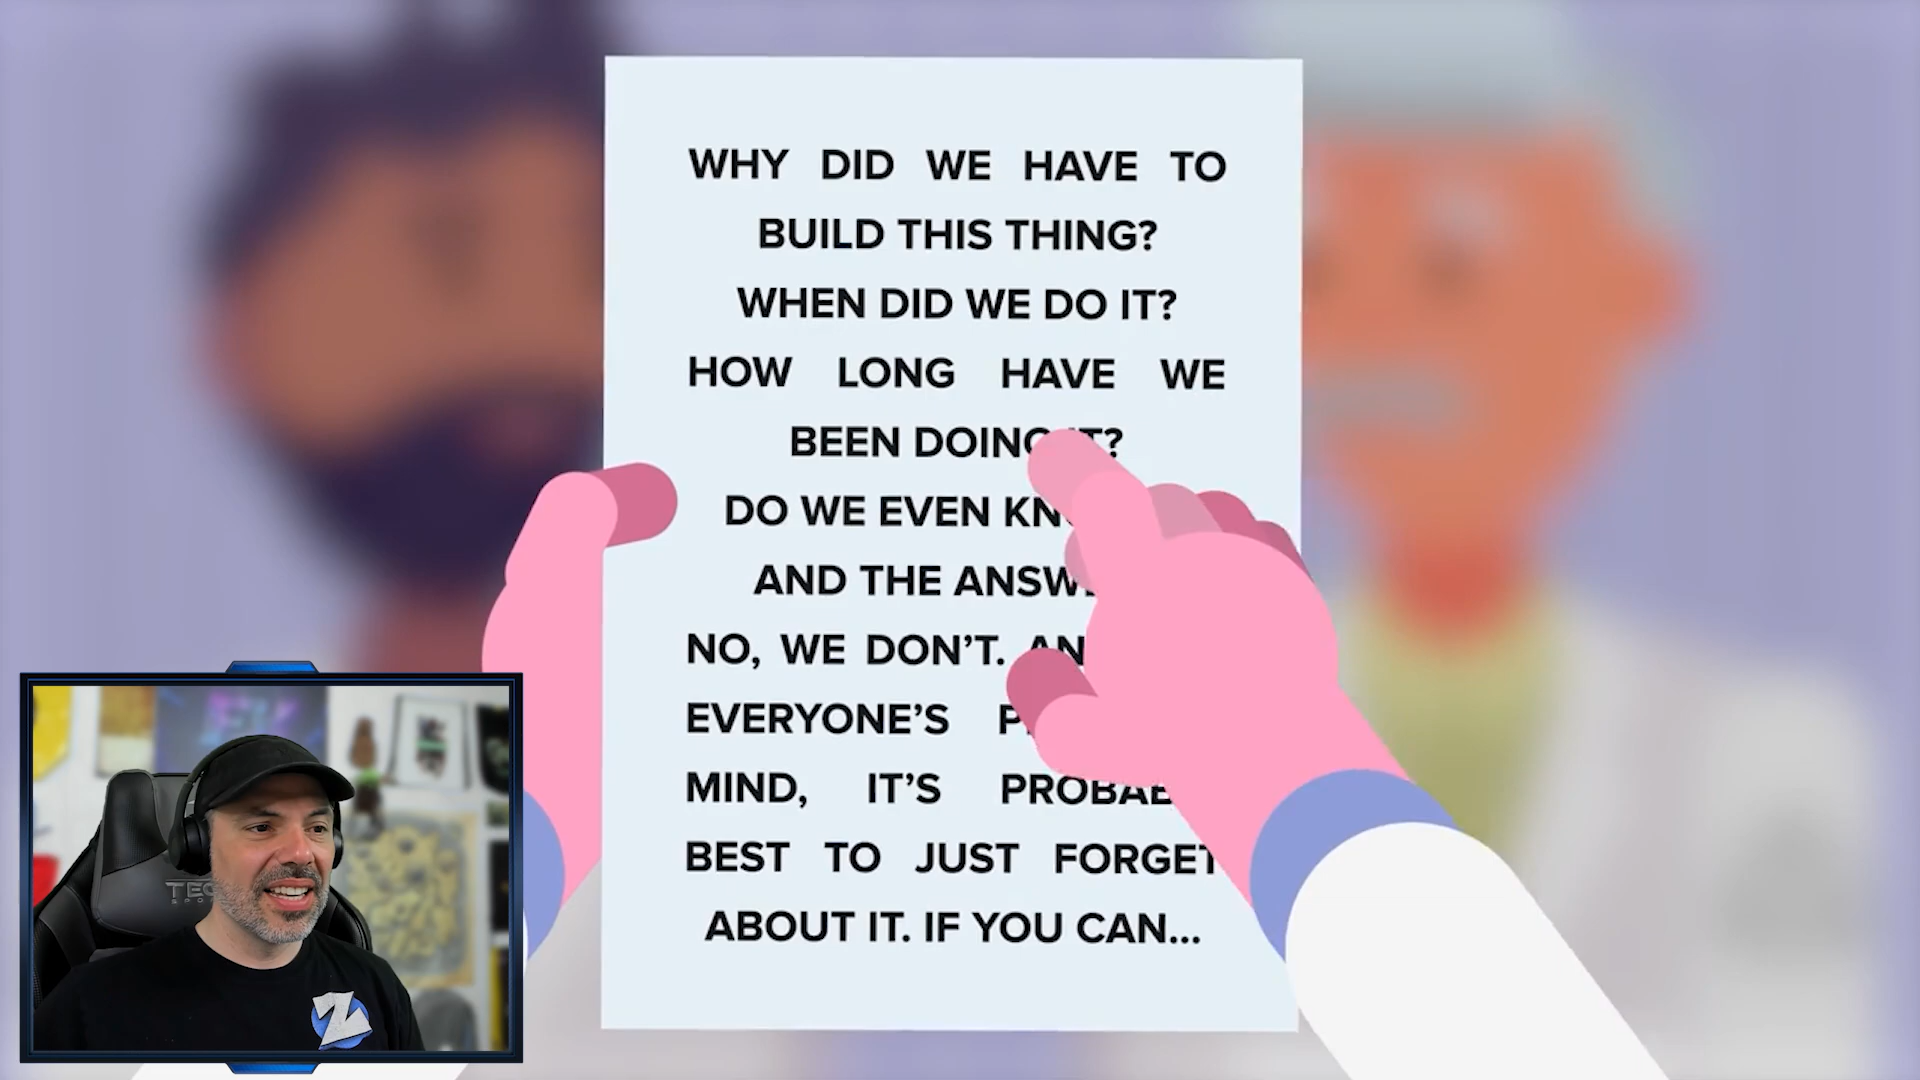 WHY DID WE HAVE TO
BUILD THIS THING?
WHEN DID WE DO IT?
HOW LONG HAVE WE
BEEN DOING IT?
DO WE EVEN
AND THE
NO, WE DON'T.
EVERYONE'S
MIND, IT'S
BEST TO JUST FORGET
ABOUT IT. IF YOU CAN...
Z